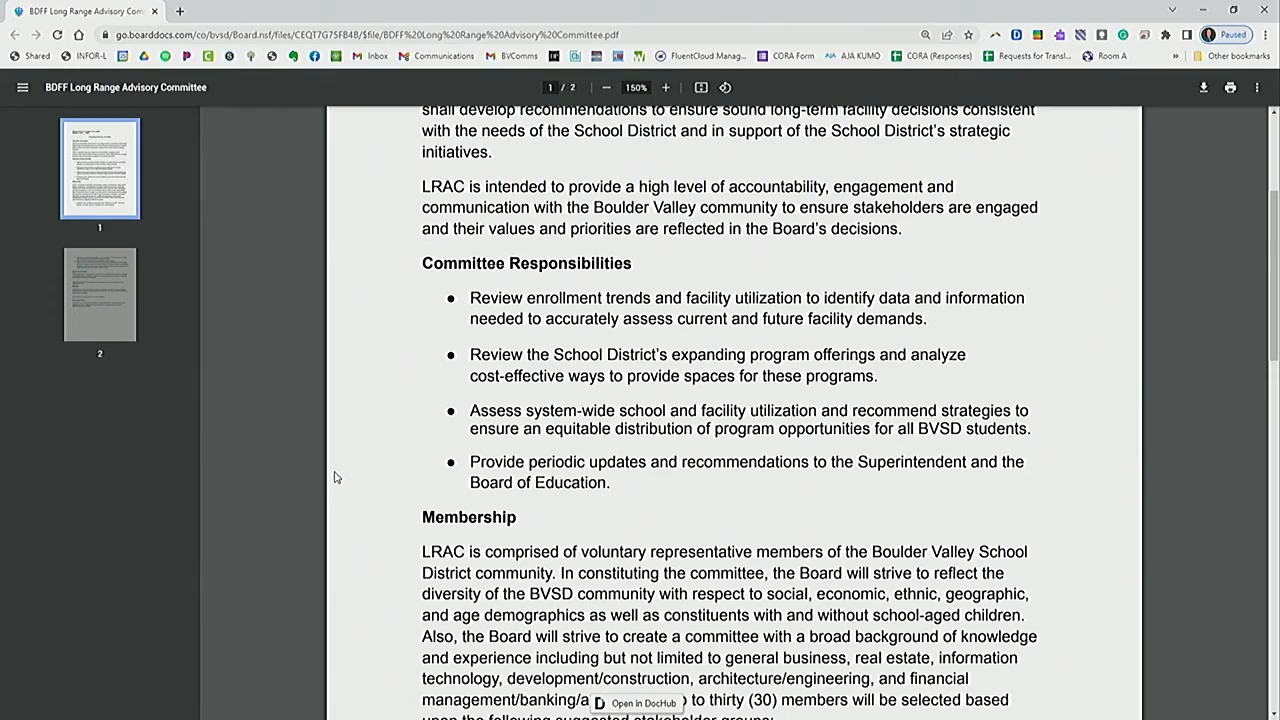 BDFF Long Range Advisory Com
go.boarddocs.com/co/bvsd/Board.nsf/files/CEQT7G75FB4B/$file/BDFF%20Long%20Range%20Advisory%20Committee.pdf
Paused
Shared
INFOR-L
Inbox
Communications
BVComms
FluentCloud Manag...
CORA Form
AJA KUMO
CORA (Responses)
Requests for Transl...
Room A
»
Other bookmarks
BDFF Long Range Advisory Committee
1 / 2
150%
shall develop recommendations to ensure sound long-term facility decisions consistent
with the needs of the School District and in support of the School District's strategic
initiatives.
LRAC is intended to provide a high level of accountability, engagement and
communication with the Boulder Valley community to ensure stakeholders are engaged
and their values and priorities are reflected in the Board's decisions.
Committee Responsibilities
● Review enrollment trends and facility utilization to identify data and information
needed to accurately assess current and future facility demands.
● Review the School District's expanding program offerings and analyze
cost-effective ways to provide spaces for these programs.
● Assess system-wide school and facility utilization and recommend strategies to
ensure an equitable distribution of program opportunities for all BVSD students.
● Provide periodic updates and recommendations to the Superintendent and the
Board of Education.
Membership
LRAC is comprised of voluntary representative members of the Boulder Valley School
District community. In constituting the committee, the Board will strive to reflect the
diversity of the BVSD community with respect to social, economic, ethnic, geographic,
and age demographics as well as constituents with and without school-aged children.
Also, the Board will strive to create a committee with a broad background of knowledge
and experience including but not limited to general business, real estate, information
technology, development/construction, architecture/engineering, and financial
management/banking/a
Open in DocHub
to thirty (30) members will be selected based
upon the following suggested stakeholder groups:
1
2